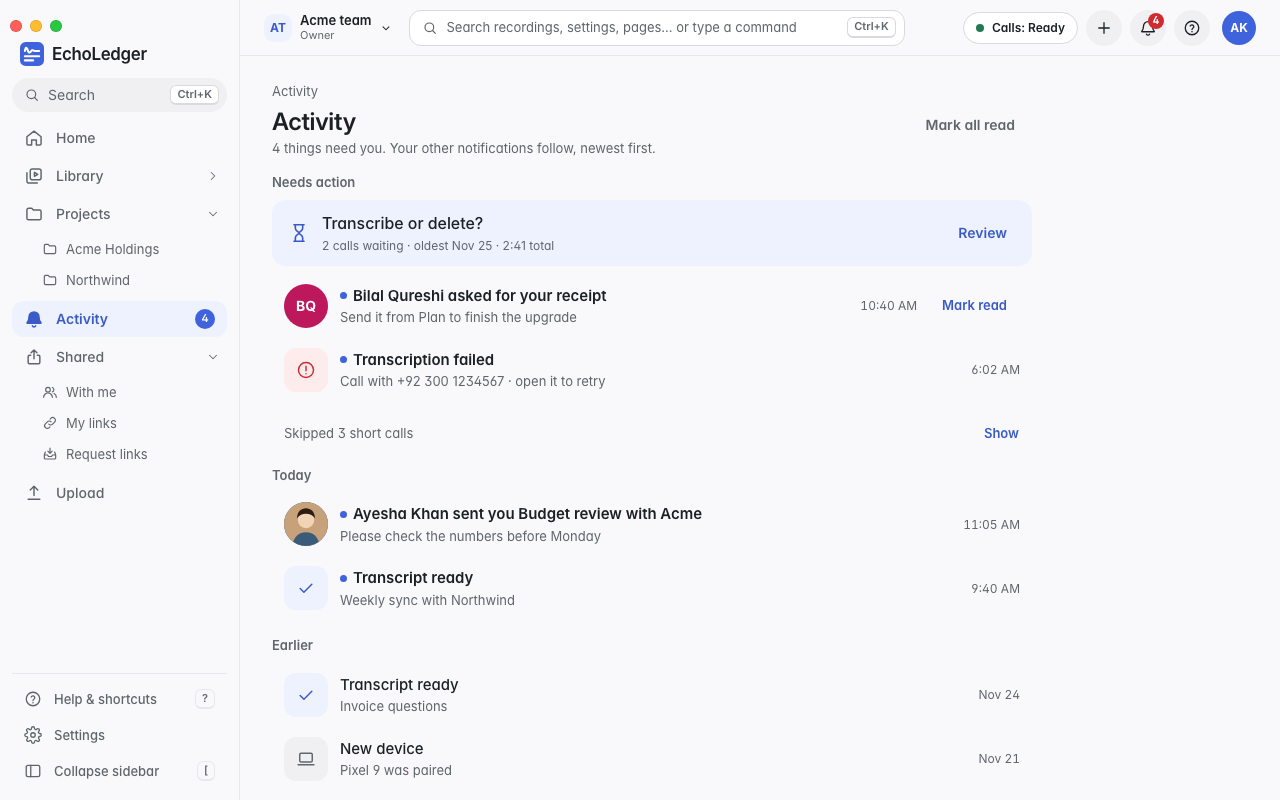 EchoLedger
Search Ctrl+K
Home
Library
Projects
Acme Holdings
Northwind
Activity 4
Shared
With me
My links
Request links
Upload
Help & shortcuts ?
Settings
Collapse sidebar [
AT Acme team
Owner
Search recordings, settings, pages... or type a command Ctrl+K
Calls: Ready
4
AK
Activity
Activity
Mark all read
4 things need you. Your other notifications follow, newest first.
Needs action
Transcribe or delete?
2 calls waiting · oldest Nov 25 · 2:41 total
Review
BQ Bilal Qureshi asked for your receipt
Send it from Plan to finish the upgrade
10:40 AM Mark read
Transcription failed
Call with +92 300 1234567 · open it to retry
6:02 AM
Skipped 3 short calls Show
Today
Ayesha Khan sent you Budget review with Acme
Please check the numbers before Monday
11:05 AM
Transcript ready
Weekly sync with Northwind
9:40 AM
Earlier
Transcript ready
Invoice questions
Nov 24
New device
Pixel 9 was paired
Nov 21